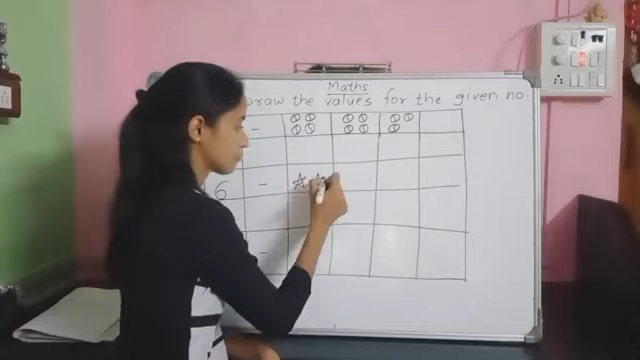 Maths
Draw the values for the given no.
-
6 -
-